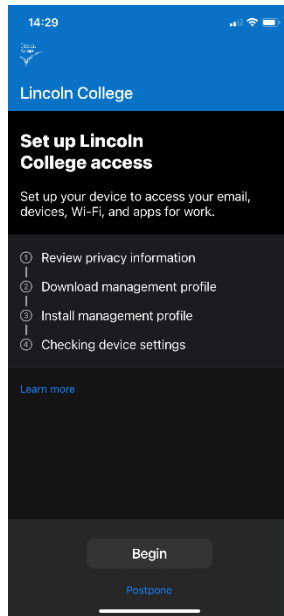 14:29
Lincoln College
Set up Lincoln
College access
Set up your device to access your email,
devices, Wi-Fi, and apps for work.
1 Review privacy information
2 Download management profile
3 Install management profile
4 Checking device settings
Learn more
Begin
Postpone